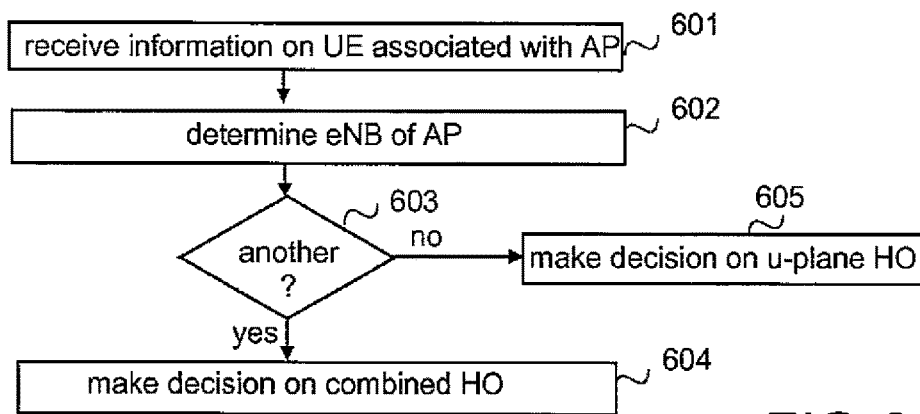 601
receive information on UE associated with AP
602
determine eNB of AP
603
another
?
no
605
make decision on u-plane HO
yes
604
make decision on combined HO